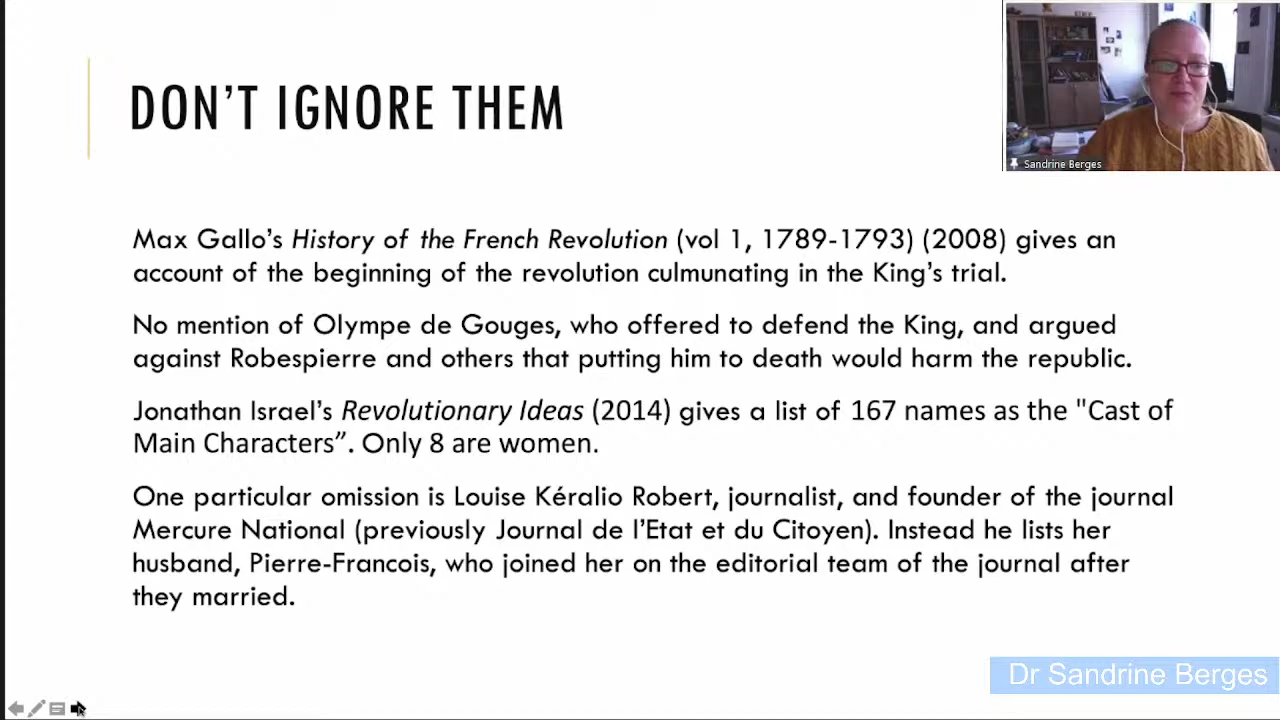 DON'T IGNORE THEM
Sandrine Berges
Max Gallo's History of the French Revolution (vol 1, 1789-1793) (2008) gives an
account of the beginning of the revolution culmunating in the King's trial.
No mention of Olympe de Gouges, who offered to defend the King, and argued
against Robespierre and others that putting him to death would harm the republic.
Jonathan Israel's Revolutionary Ideas (2014) gives a list of 167 names as the "Cast of
Main Characters”. Only 8 are women.
One particular omission is Louise Kéralio Robert, journalist, and founder of the journal
Mercure National (previously Journal de l'Etat et du Citoyen). Instead he lists her
husband, Pierre-Francois, who joined her on the editorial team of the journal after
they married.
Dr Sandrine Berges